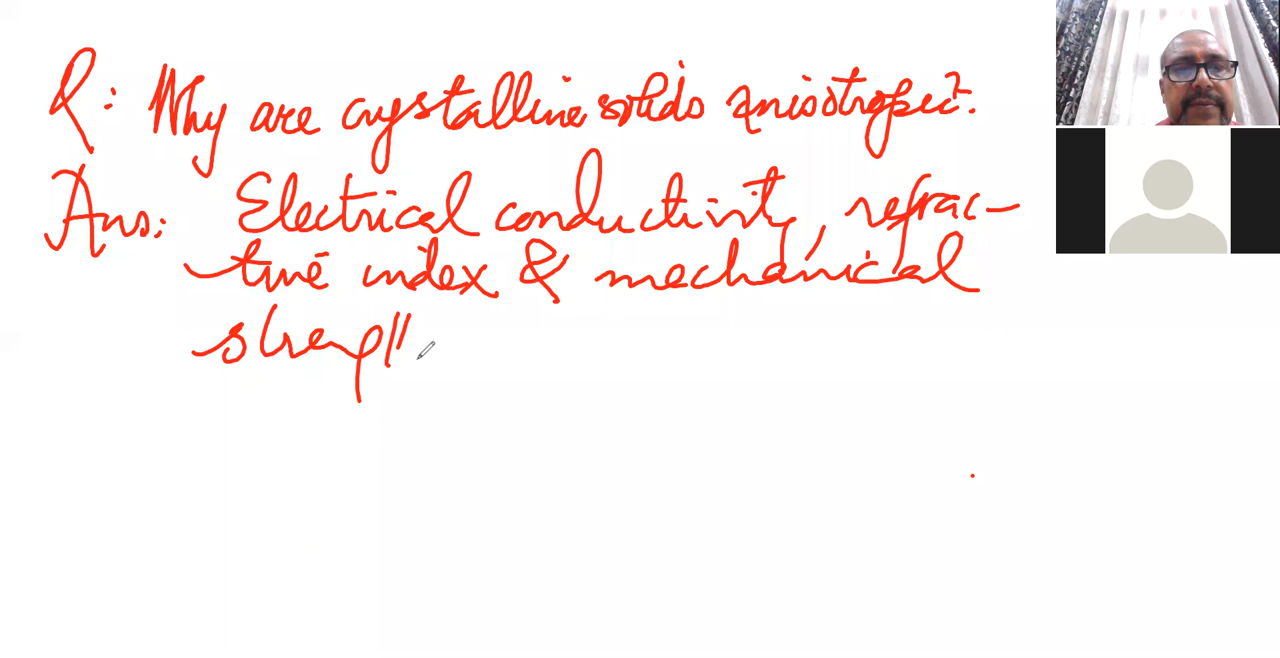 Q: Why are crystalline solids anisotropic?
Ans: Electrical conductivity, refrac-
tive index & mechanical
strength